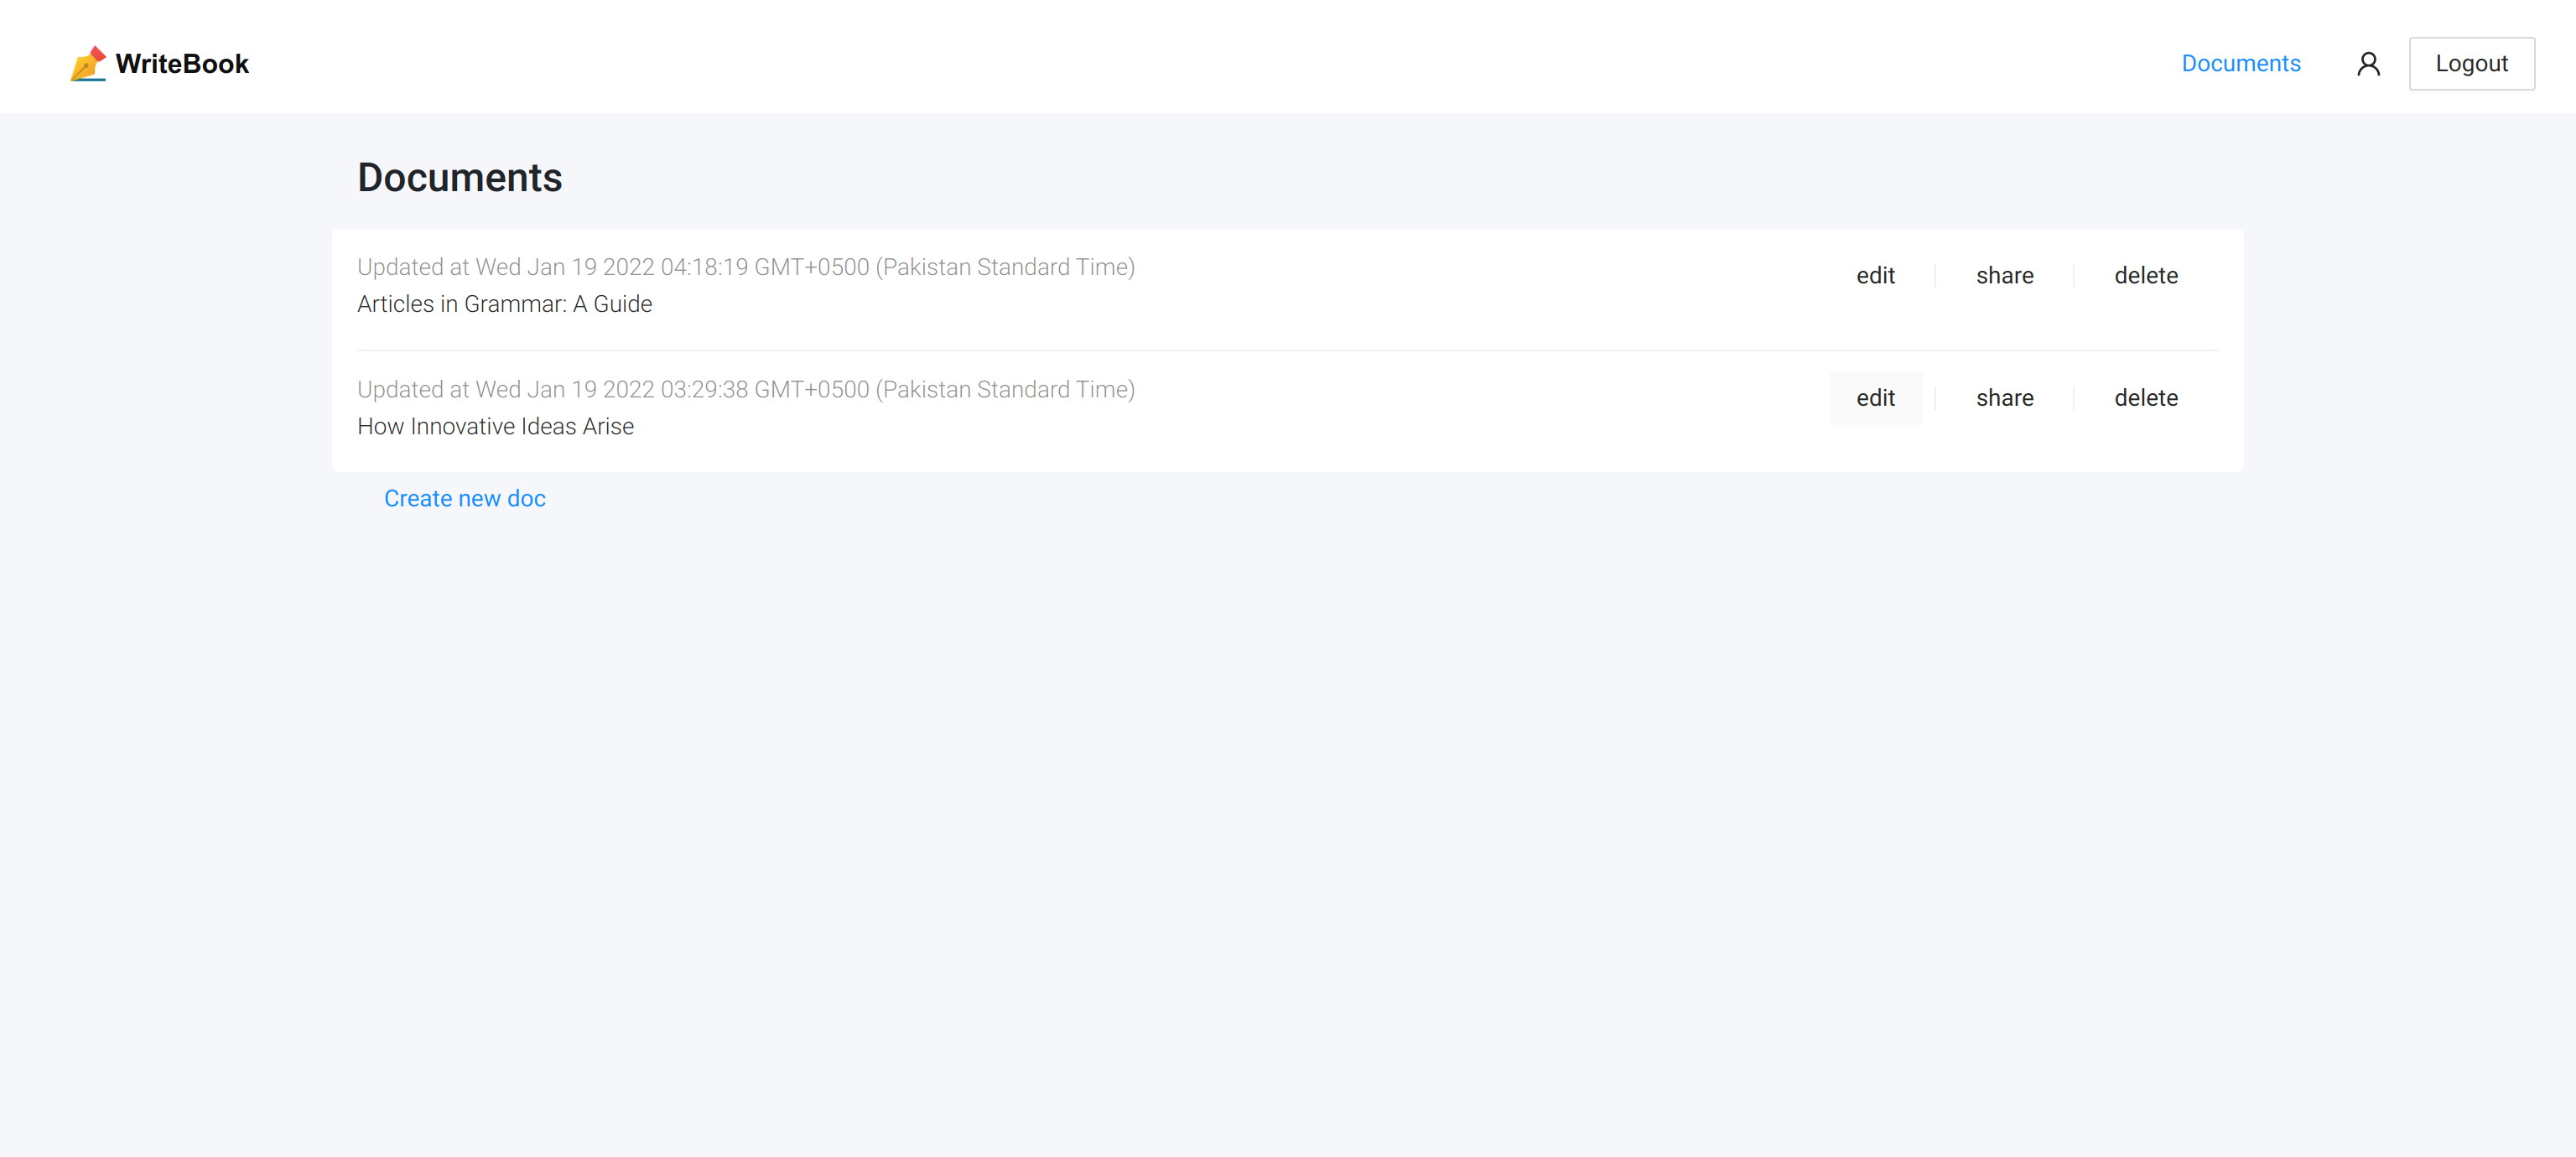 WriteBook
Documents
Logout
Documents
Updated at Wed Jan 19 2022 04:18:19 GMT+0500 (Pakistan Standard Time)
Articles in Grammar: A Guide
edit
share
delete
Updated at Wed Jan 19 2022 03:29:38 GMT+0500 (Pakistan Standard Time)
How Innovative Ideas Arise
edit
share
delete
Create new doc